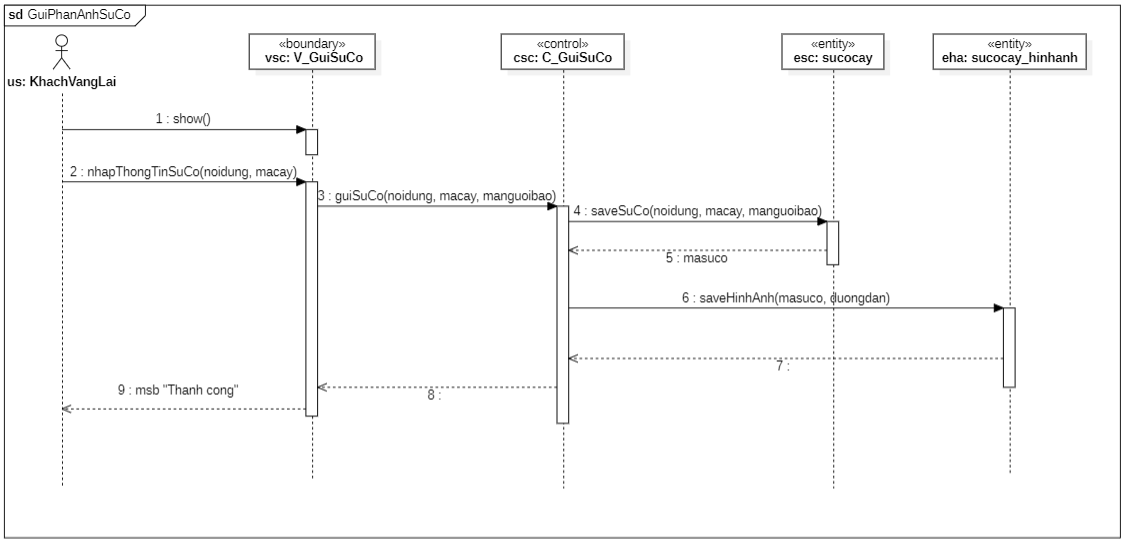 sd GuiPhanAnhSuCo
us: KhachVangLai
«boundary»
vsc: V_GuiSuCo
«control»
csc: C_GuiSuCo
«entity»
esc: sucocay
«entity»
eha: sucocay_hinhanh
1 : show()
2 : nhapThongTinSuCo(noidung, macay)
3 : guiSuCo(noidung, macay, manguoibao)
4 : saveSuCo(noidung, macay, manguoibao)
5 : masuco
6 : saveHinhAnh(masuco, duongdan)
7 :
8 :
9 : msb "Thanh cong"